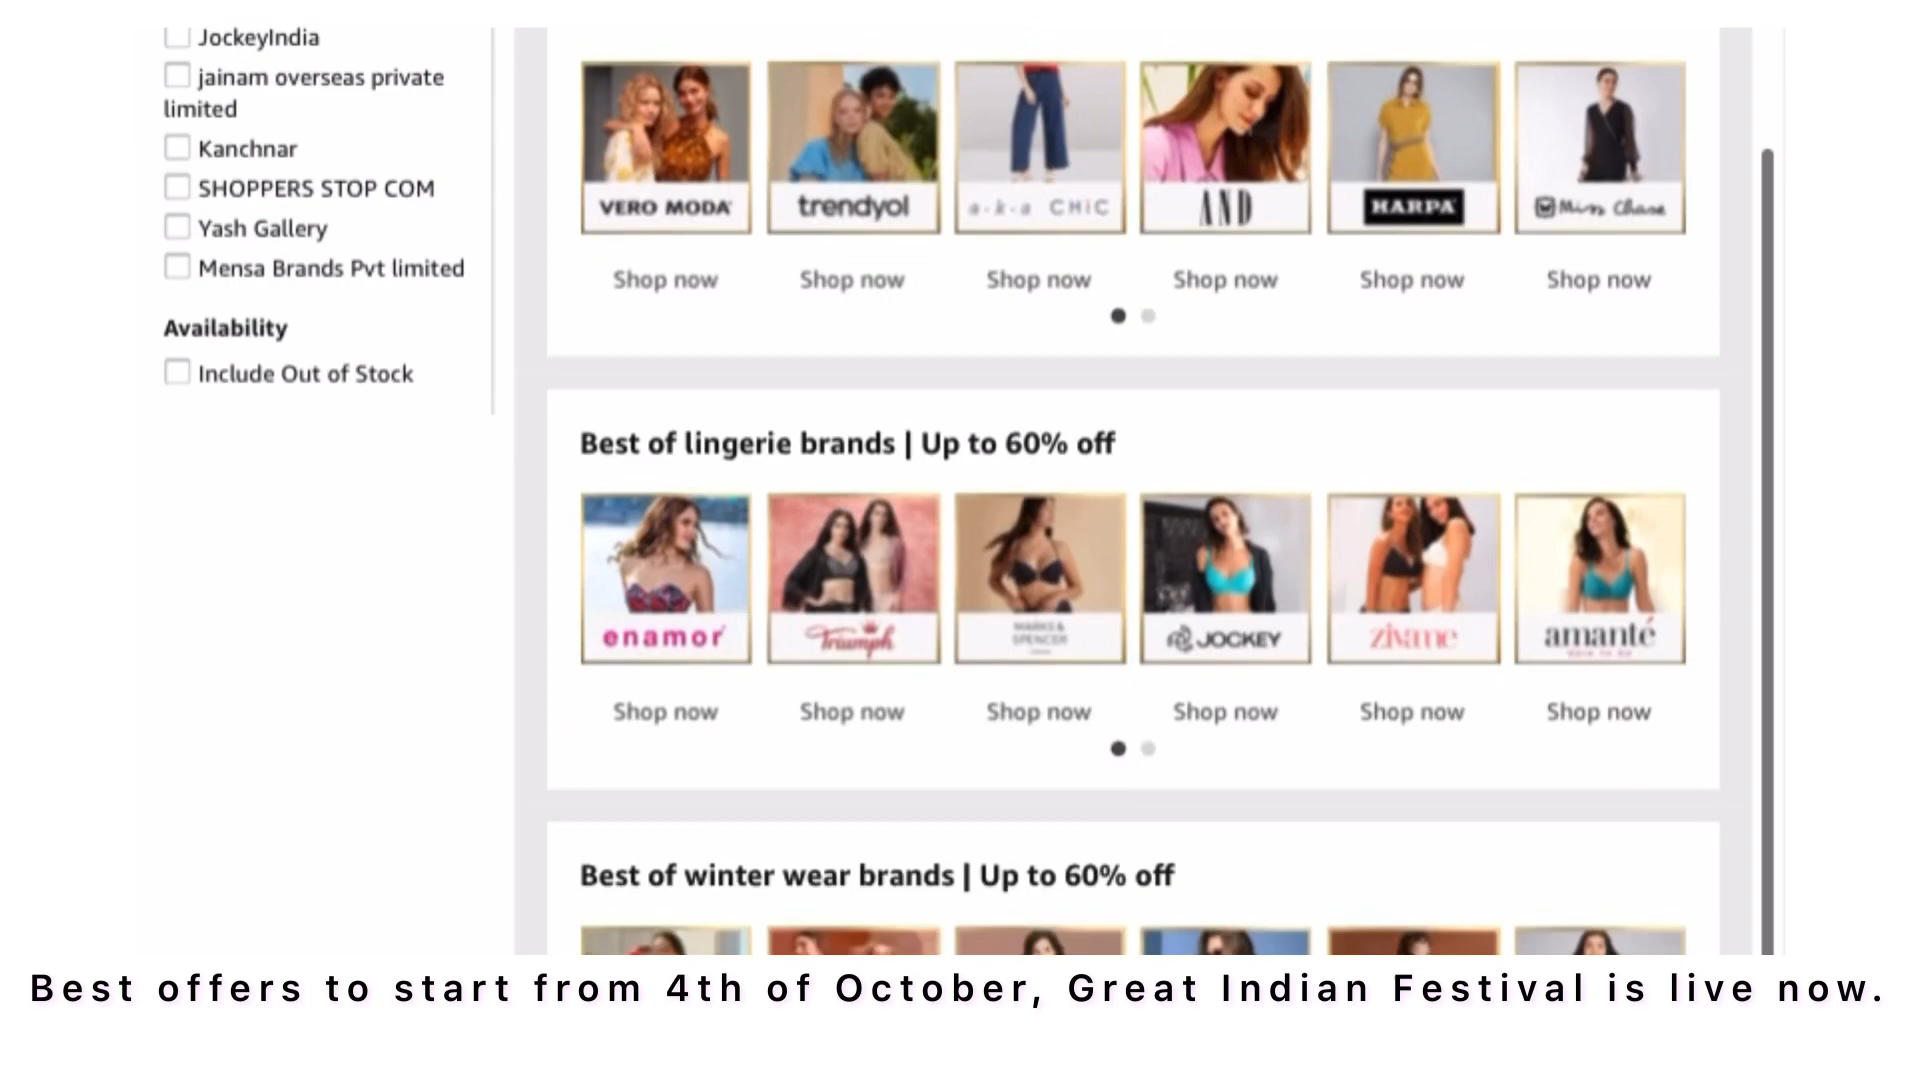 JockeyIndia
jainam overseas private
limited
Kanchnar
SHOPPERS STOP COM
Yash Gallery
Mensa Brands Pvt limited
Availability
Include Out of Stock
VERO MODA trendyol a.k.a CHIC AND HARPA Miss Chase
Shop now Shop now Shop now Shop now Shop now Shop now
Best of lingerie brands | Up to 60% off
enamor Triumph MARKS & JOCKEY zivame amanté
SPENCER
Shop now Shop now Shop now Shop now Shop now Shop now
Best of winter wear brands | Up to 60% off
Best offers to start from 4th of October, Great Indian Festival is live now.